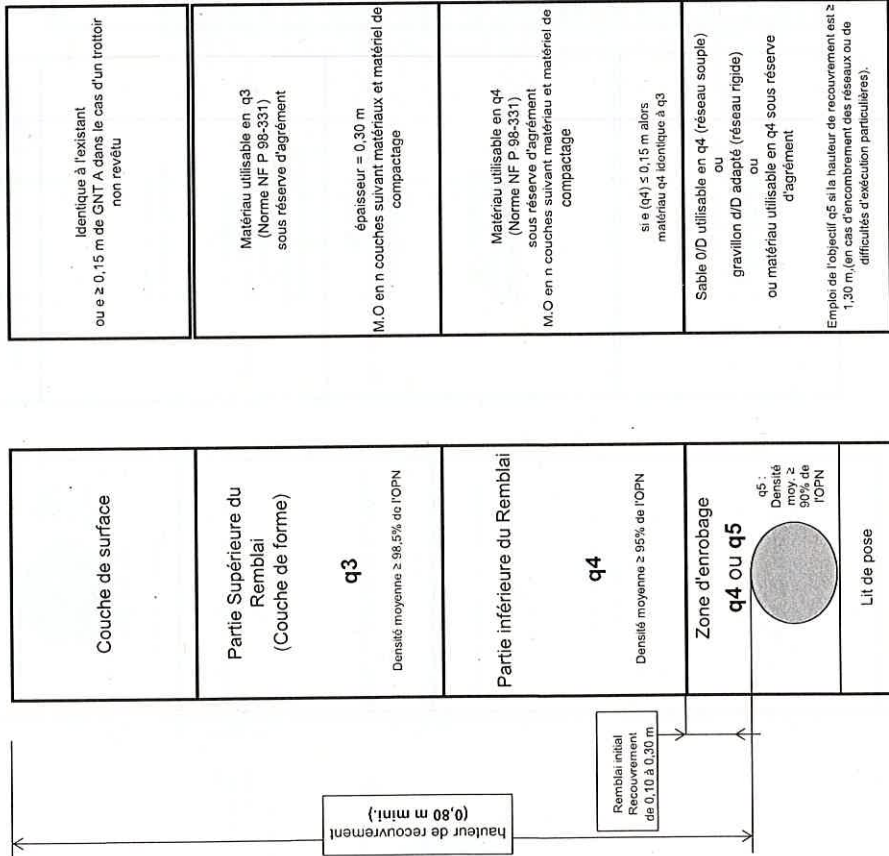 Identique à l'existant
ou e ≥ 0,15 m de GNT A dans le cas d'un trottoir
non revêtu
Matériau utilisable en q3
(Norme NF P 98-331)
sous réserve d'agrément
épaisseur = 0,30 m
M.O en n couches suivant matériaux et matériel de
compactage
Matériau utilisable en q4
(Norme NF P 98-331)
sous réserve d'agrément
M.O en n couches suivant matériau et matériel de
compactage
si e (q4) ≤ 0,15 m alors
matériau q4 identique à q3
Sable 0/D utilisable en q4 (réseau souple)
ou
gravillon d/D adapté (réseau rigide)
ou
ou matériau utilisable en q4 sous réserve
d'agrément
Emploi de l'objectif q5 si la hauteur de recouvrement est ≥
1,30 m,(en cas d'encombrement des réseaux ou de
difficultés d'exécution particulières).
Couche de surface
Partie Supérieure du
Remblai
(Couche de forme)
q3
Densité moyenne ≥ 98,5% de l'OPN
Partie inférieure du Remblai
q4
Densité moyenne ≥ 95% de l'OPN
Zone d'enrobage
q4 ou q5
q5 :
Densité
moy. ≥
90% de
l'OPN
Lit de pose
Remblai initial
Recouvrement
de 0,10 à 0,30 m
hauteur de recouvrement
(0,80 m mini.)